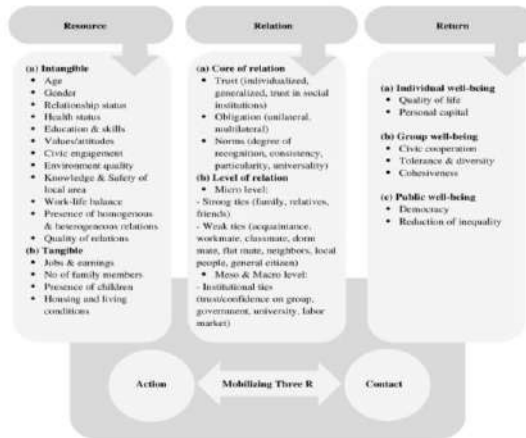 Resource
(a) Intangible
• Age
• Gender
• Relationship status
• Health status
• Education & skills
• Values/attitudes
• Civic engagement
• Environment quality
• Knowledge & Safety of
local area
• Work-life balance
• Presence of homogenous
& heterogeneous relations
• Quality of relations
(b) Tangible
• Jobs & earnings
• No of family members
• Presence of children
• Housing and living
conditions
Relation
(a) Core of relation
• Trust (individualized,
generalized, trust in social
institutions)
• Obligation (unilateral,
multilateral)
• Norms (degree of
recognition, consistency,
particularity, universality)
(b) Level of relation
• Micro level:
- Strong ties (family, relatives,
friends)
- Weak ties (acquaintance,
workmate, classmate, dorm
mate, flat mate, neighbors, local
people, general citizen)
• Meso & Macro level:
- Institutional ties
(trust/confidence on group,
government, university, labor
market)
Return
(a) Individual well-being
• Quality of life
• Personal capital
(b) Group well-being
• Civic cooperation
• Tolerance & diversity
• Cohesiveness
(c) Public well-being
• Democracy
• Reduction of inequality
Action
Mobilizing Three R
Contact